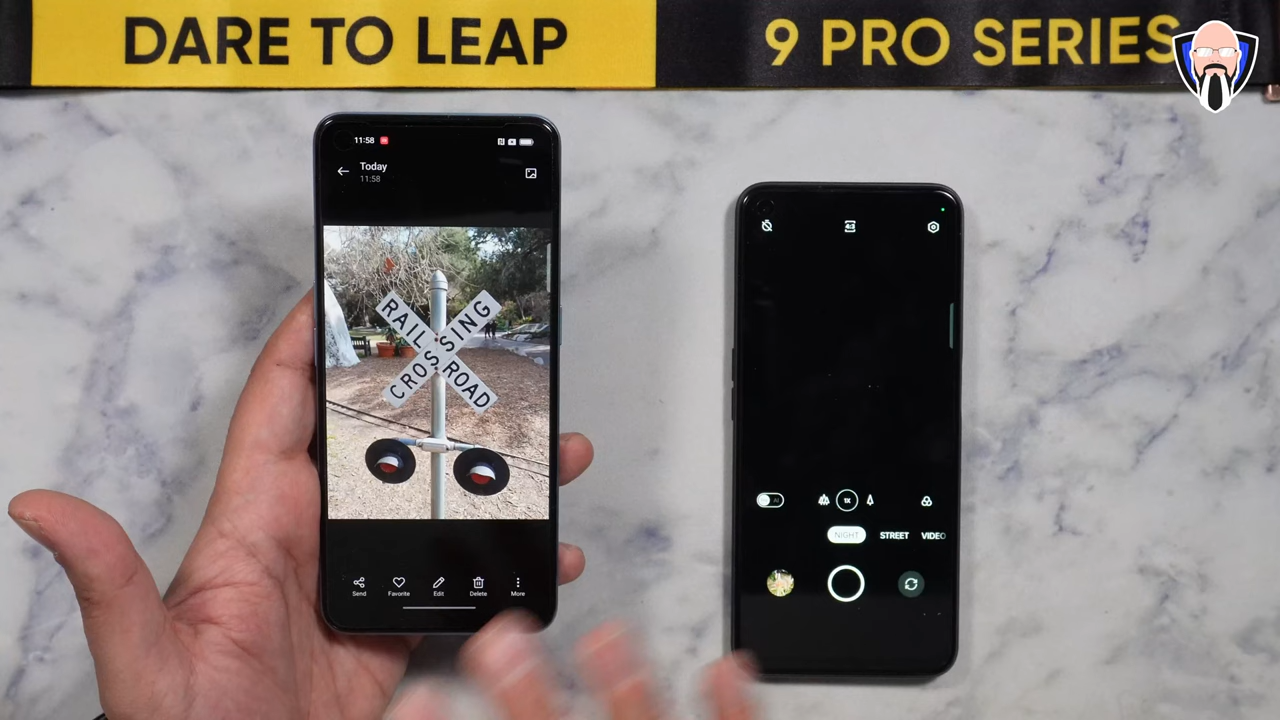 DARE TO LEAP
9 PRO SERIES
11:58
Today
11:58
RAIL ROAD
CROSSING
Send
Favorite
Edit
Delete
More
4:3
AI
1X
NIGHT
STREET
VIDEO